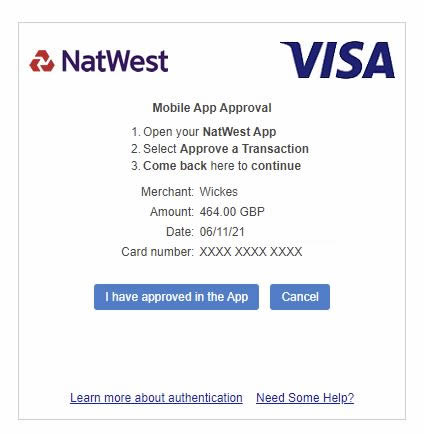 NatWest VISA
Mobile App Approval
1. Open your NatWest App
2. Select Approve a Transaction
3. Come back here to continue
Merchant: Wickes
Amount: 464.00 GBP
Date: 06/11/21
Card number: XXXX XXXX XXXX
I have approved in the App Cancel
Learn more about authentication Need Some Help?